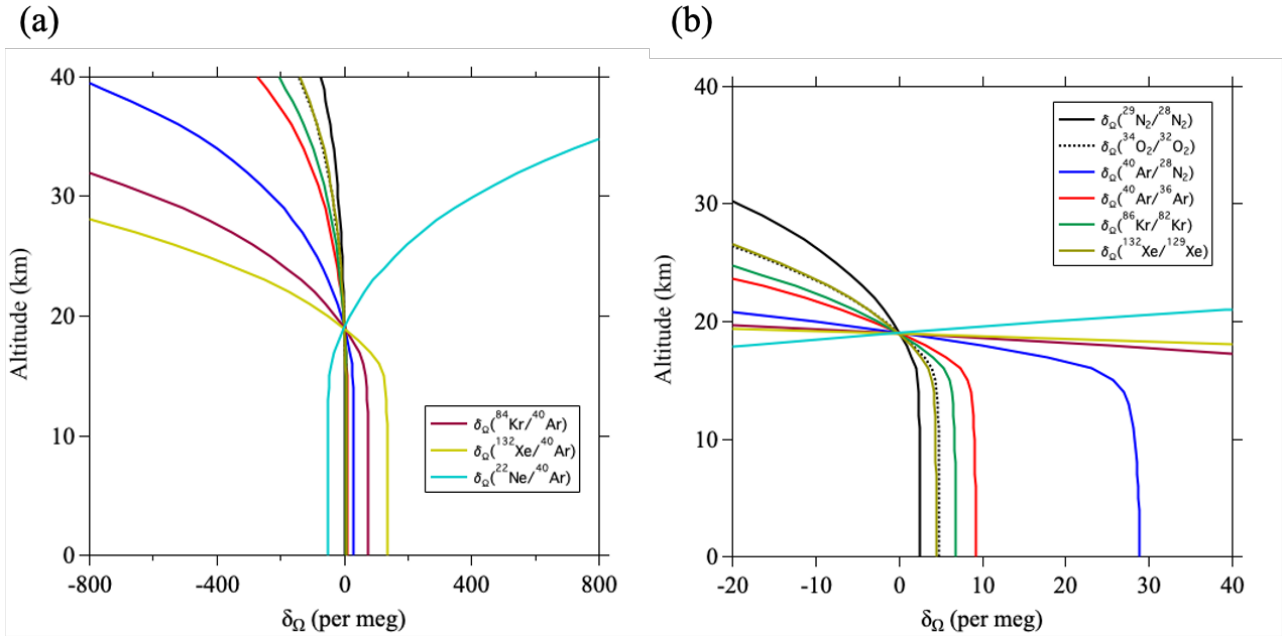 (a)
(b)
40
30
20
10
0
Altitude (km)
-800
-400
0
400
800
δΩ (per meg)
δΩ(⁸⁴Kr/⁴⁰Ar)
δΩ(¹³²Xe/⁴⁰Ar)
δΩ(²²Ne/⁴⁰Ar)
40
30
20
10
0
Altitude (km)
-20
-10
0
10
20
30
40
δΩ (per meg)
δΩ(²⁹N₂/²⁸N₂)
δΩ(³⁴O₂/³²O₂)
δΩ(⁴⁰Ar/²⁸N₂)
δΩ(⁴⁰Ar/³⁶Ar)
δΩ(⁸⁶Kr/⁸²Kr)
δΩ(¹³²Xe/¹²⁹Xe)